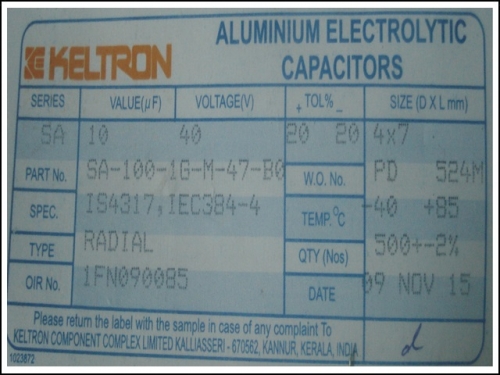 KELTRON
ALUMINIUM ELECTROLYTIC
CAPACITORS
SERIES VALUE(µF) VOLTAGE(V) + TOL% - SIZE (D X L mm)
SA 10 40 20 20 4x7
PART No. SA-100-1G-M-47-B0 W.O. No. PD 524M
SPEC. IS4317,IEC384-4 TEMP.°C -40 +85
TYPE RADIAL QTY (Nos) 500+-2%
OIR No. 1FN090085 DATE 09 NOV 15
Please return the label with the sample in case of any complaint To
KELTRON COMPONENT COMPLEX LIMITED KALLIASSERI - 670562, KANNUR, KERALA, INDIA
1023872